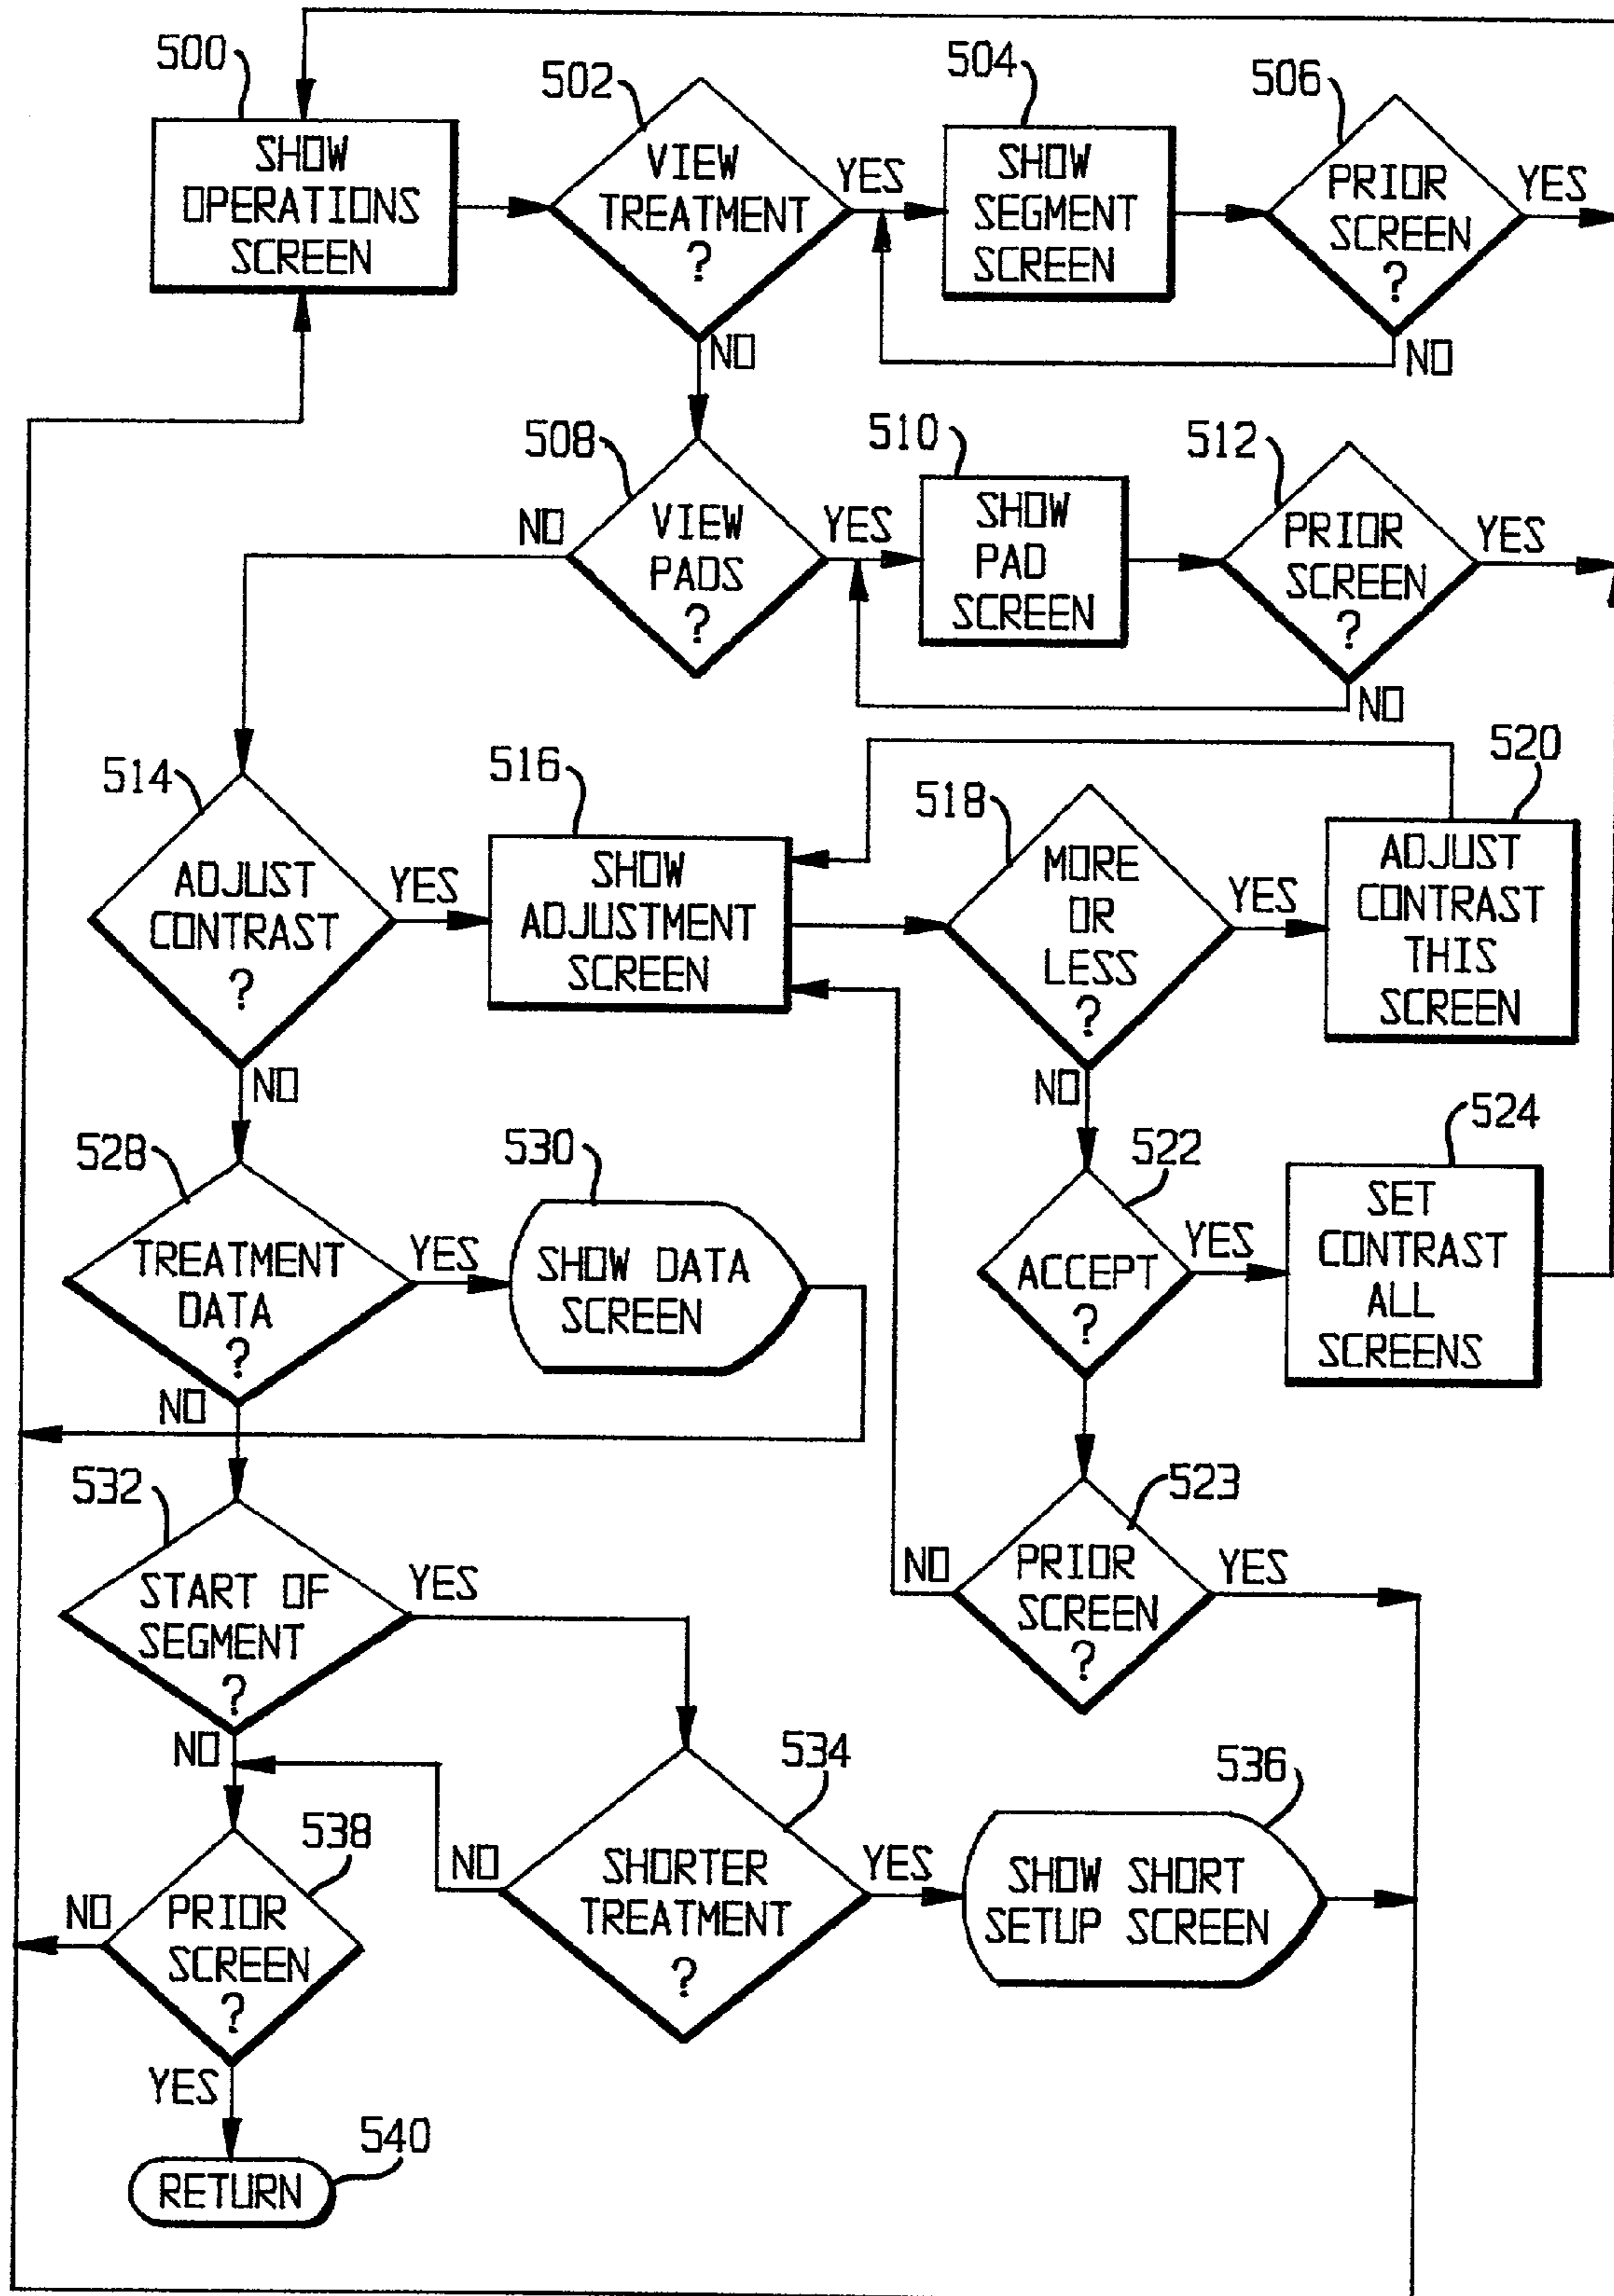 500
SHOW
OPERATIONS
SCREEN
502
VIEW
TREATMENT
?
YES
NO
504
SHOW
SEGMENT
SCREEN
506
PRIOR
SCREEN
?
YES
NO
508
VIEW
PADS
?
NO
YES
510
SHOW
PAD
SCREEN
512
PRIOR
SCREEN
?
YES
NO
514
ADJUST
CONTRAST
?
YES
NO
516
SHOW
ADJUSTMENT
SCREEN
518
MORE
OR
LESS
?
YES
NO
520
ADJUST
CONTRAST
THIS
SCREEN
528
TREATMENT
DATA
?
YES
NO
530
SHOW DATA
SCREEN
522
ACCEPT
?
YES
524
SET
CONTRAST
ALL
SCREENS
532
START OF
SEGMENT
?
YES
NO
523
PRIOR
SCREEN
?
NO
YES
534
SHORTER
TREATMENT
?
NO
YES
536
SHOW SHORT
SETUP SCREEN
538
PRIOR
SCREEN
?
NO
YES
540
RETURN